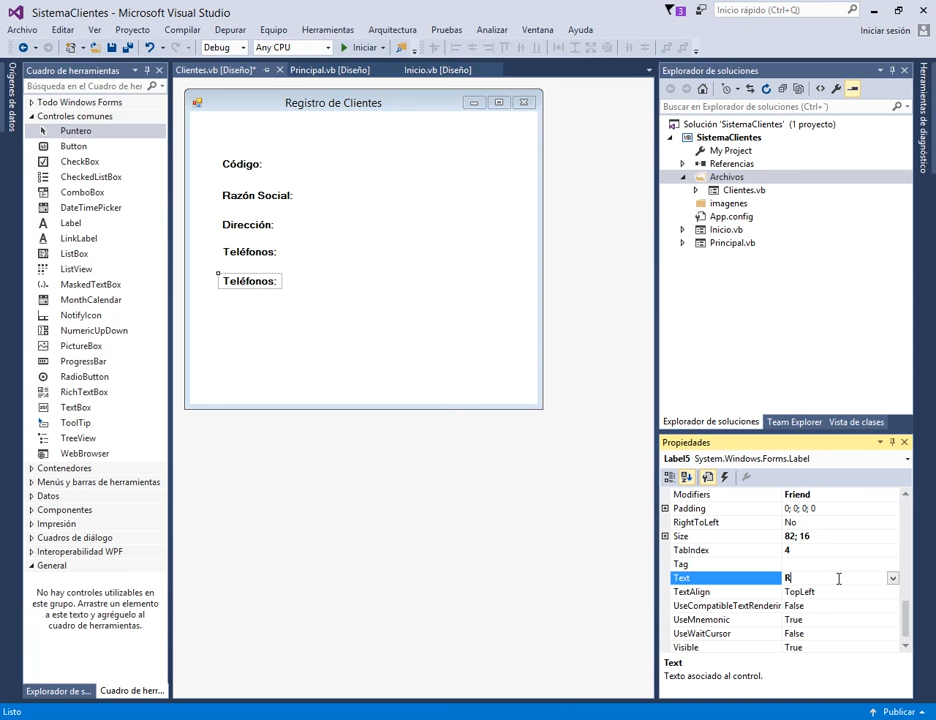 SistemaClientes - Microsoft Visual Studio
3
Inicio rápido (Ctrl+Q)
Archivo Editar Ver Proyecto Compilar Depurar Equipo Herramientas Arquitectura Pruebas Analizar Ventana Ayuda
Iniciar sesión
Debug Any CPU Iniciar
Orígenes de datos
Cuadro de herramientas
Búsqueda en el Cuadro de her
Todo Windows Forms
Controles comunes
Puntero
Button
CheckBox
CheckedListBox
ComboBox
DateTimePicker
Label
LinkLabel
ListBox
ListView
MaskedTextBox
MonthCalendar
NotifyIcon
NumericUpDown
PictureBox
ProgressBar
RadioButton
RichTextBox
TextBox
ToolTip
TreeView
WebBrowser
Contenedores
Menús y barras de herramientas
Datos
Componentes
Impresión
Cuadros de diálogo
Interoperabilidad WPF
General
No hay controles utilizables en
este grupo. Arrastre un elemento
a este texto y agréguelo al
cuadro de herramientas.
Explorador de s... Cuadro de herr...
Clientes.vb [Diseño]* Principal.vb [Diseño] Inicio.vb [Diseño]
Registro de Clientes
Código:
Razón Social:
Dirección:
Teléfonos:
Teléfonos:
Explorador de soluciones
Buscar en Explorador de soluciones (Ctrl+')
Solución 'SistemaClientes' (1 proyecto)
SistemaClientes
My Project
Referencias
Archivos
Clientes.vb
imagenes
App.config
Inicio.vb
Principal.vb
Explorador de soluciones Team Explorer Vista de clases
Propiedades
Label5 System.Windows.Forms.Label
Modifiers Friend
Padding 0; 0; 0; 0
RightToLeft No
Size 82; 16
TabIndex 4
Tag
Text R
TextAlign TopLeft
UseCompatibleTextRenderir False
UseMnemonic True
UseWaitCursor False
Visible True
Text
Texto asociado al control.
Herramientas de diagnóstico
Listo
Publicar